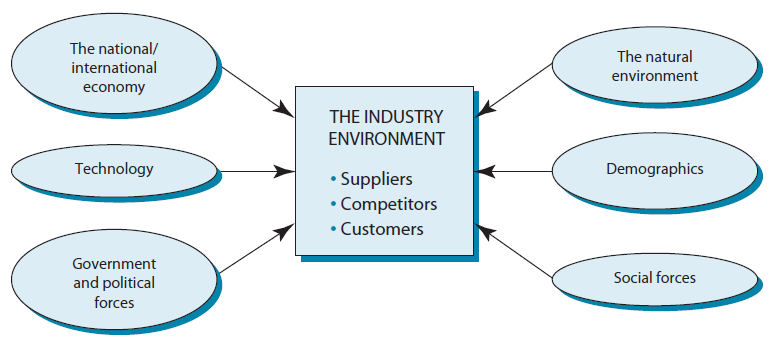 The national/
international
economy
Technology
Government
and political
forces
THE INDUSTRY
ENVIRONMENT
• Suppliers
• Competitors
• Customers
The natural
environment
Demographics
Social forces